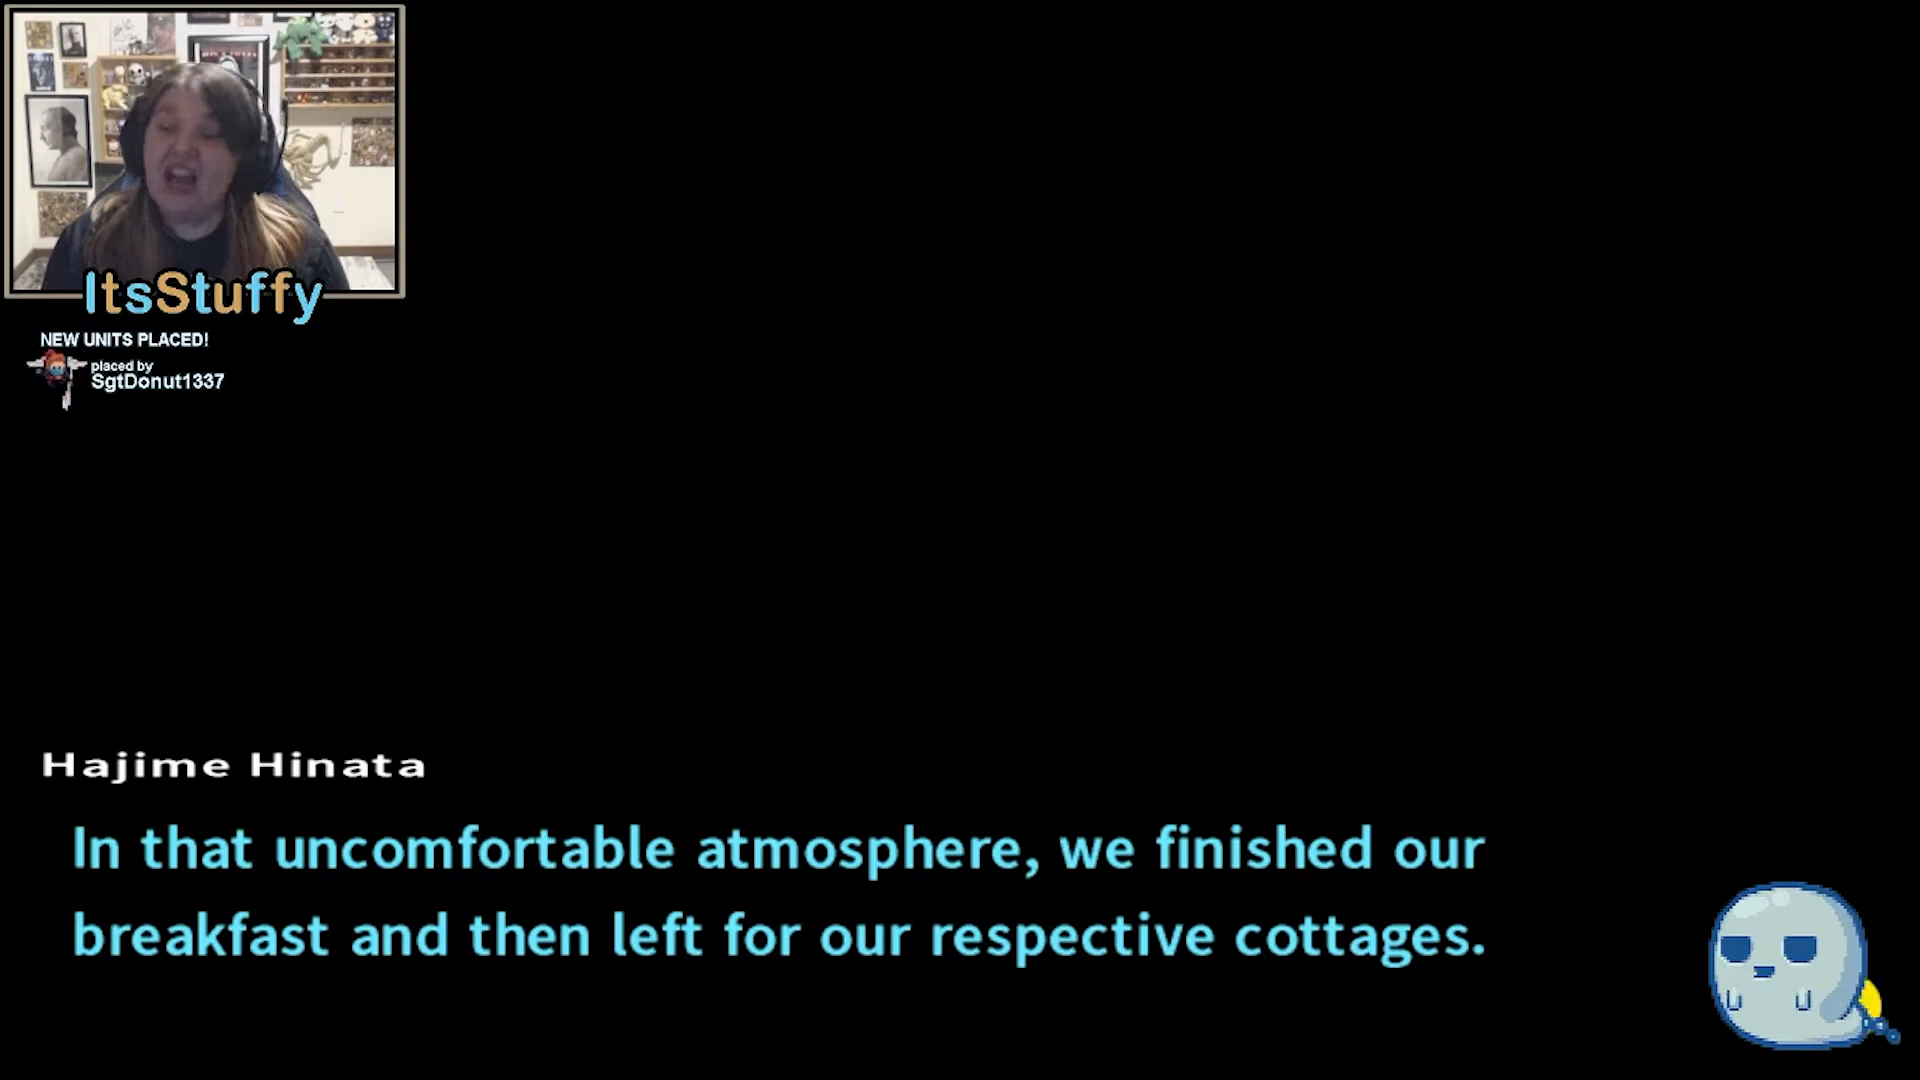 ItsStuffy
NEW UNITS PLACED!
placed by
SgtDonut1337
Hajime Hinata
In that uncomfortable atmosphere, we finished our
breakfast and then left for our respective cottages.